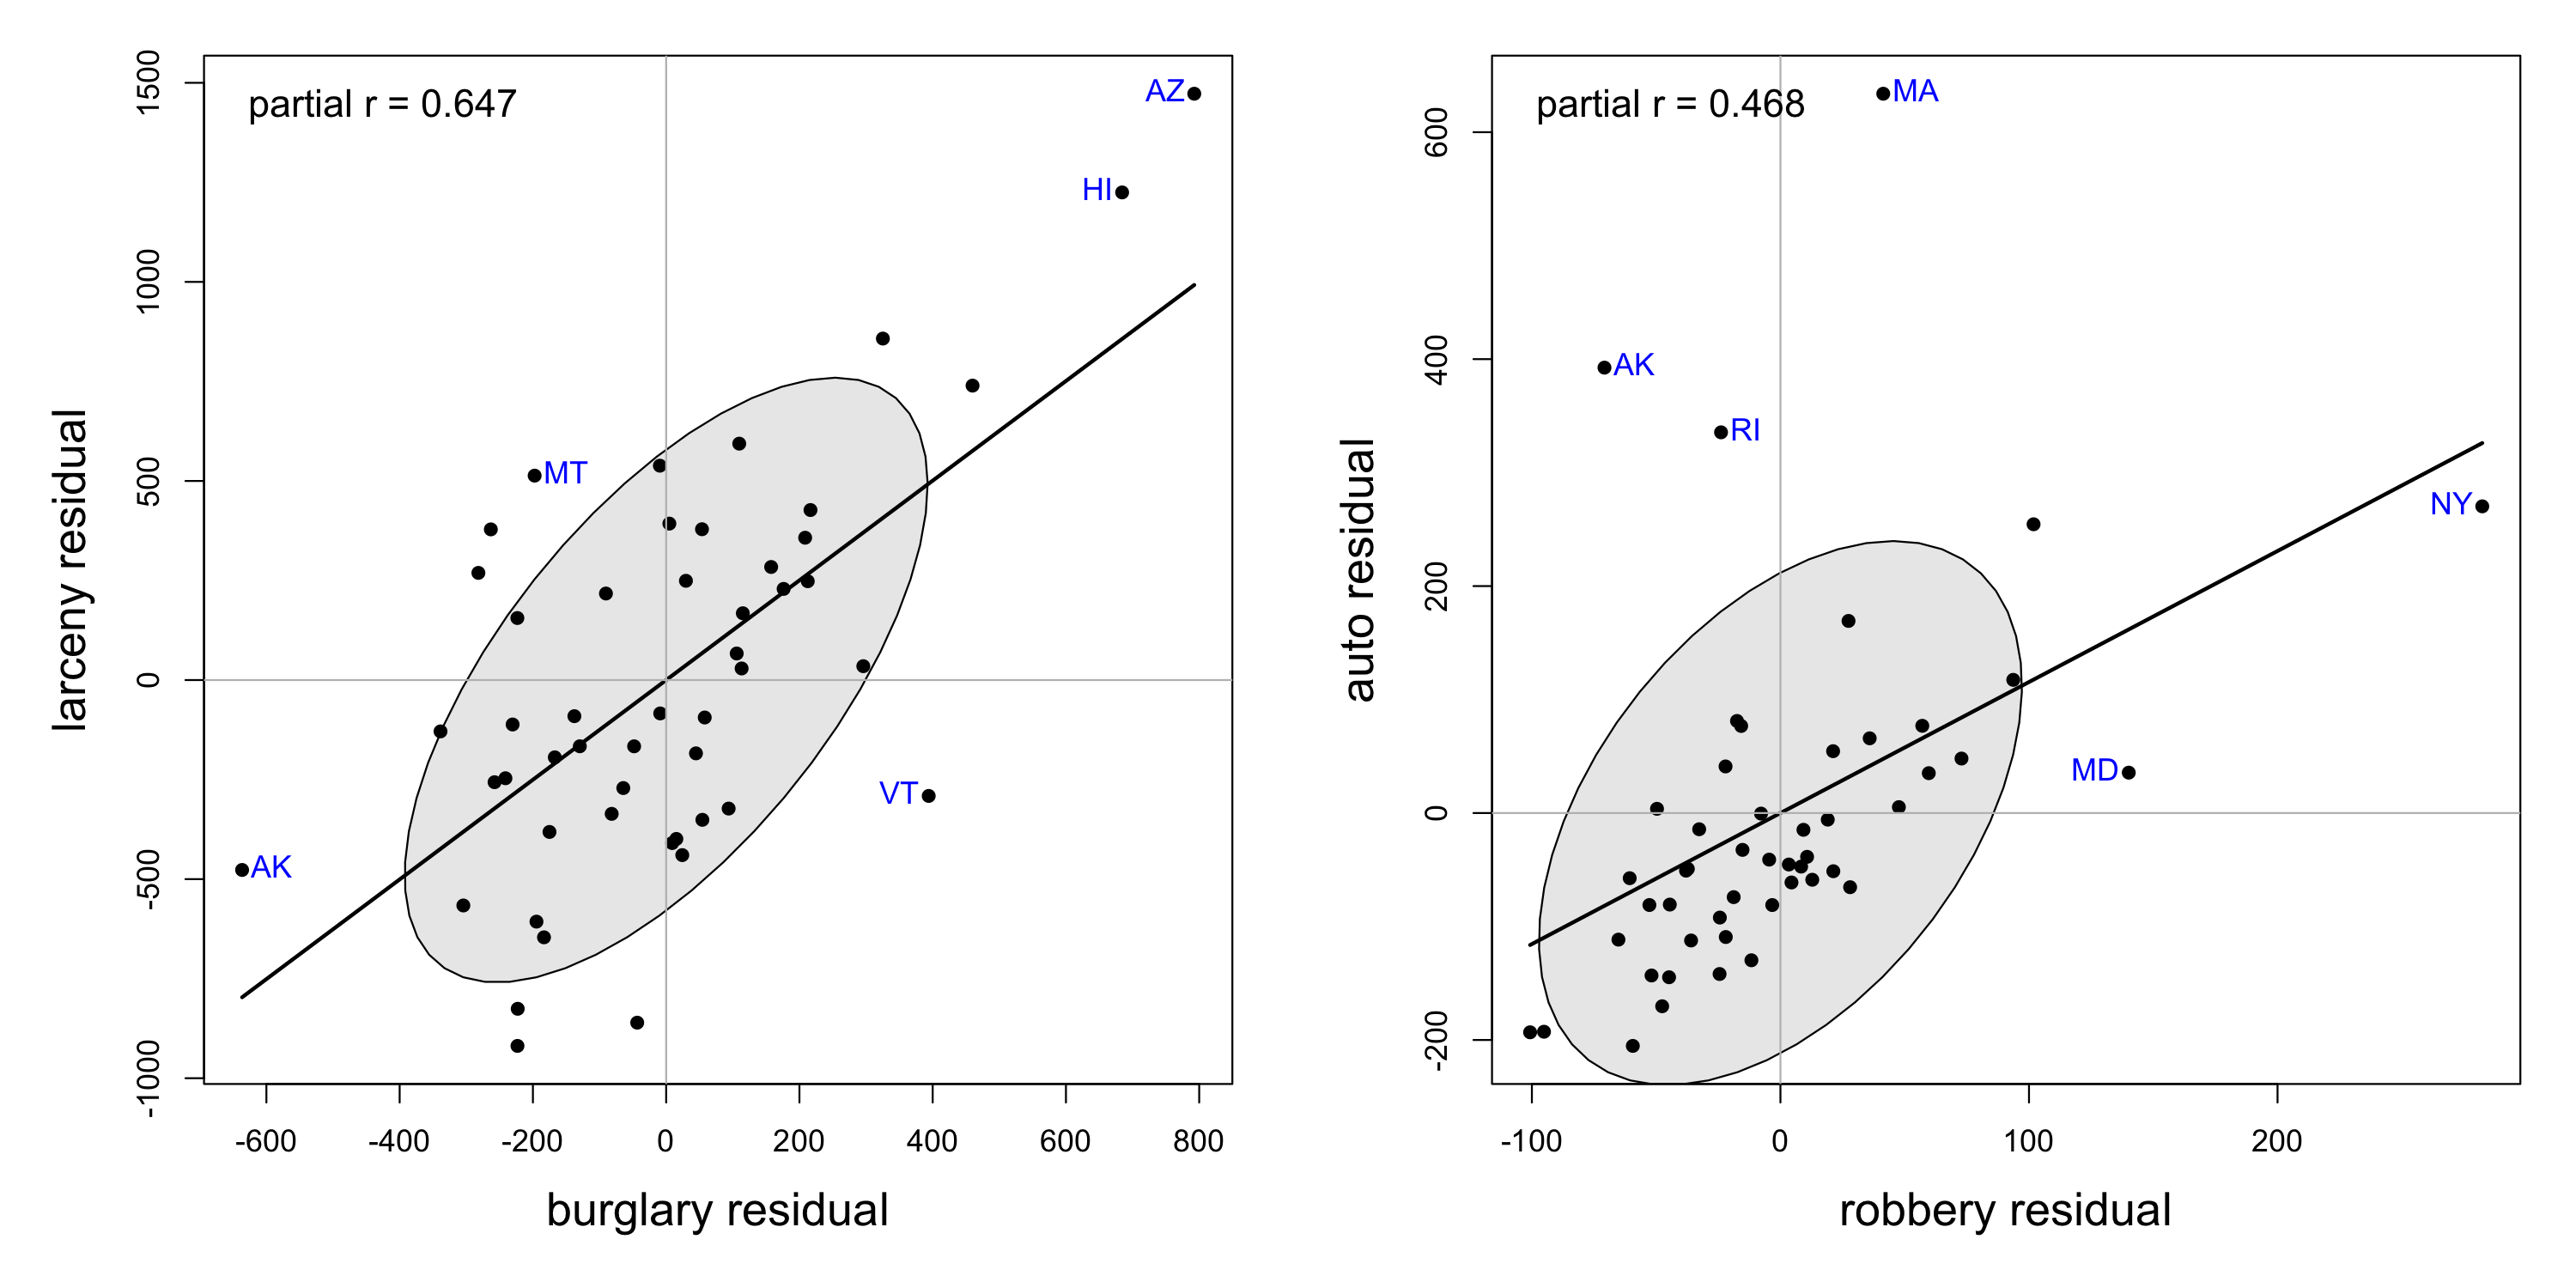 partial r = 0.647
AZ
HI
MT
VT
AK
1500
1000
500
0
-500
-1000
larceny residual
-600 -400 -200 0 200 400 600 800
burglary residual
partial r = 0.468
MA
AK
RI
NY
MD
600
400
200
0
-200
auto residual
-100 0 100 200
robbery residual